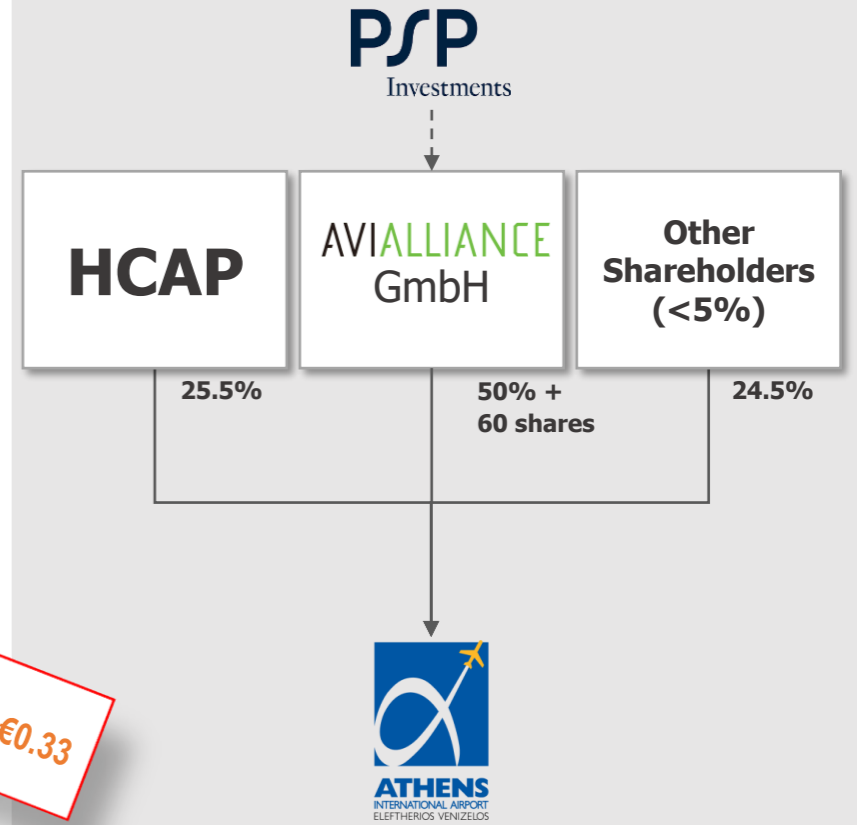 PSP
Investments
HCAP
AVIALLIANCE
GmbH
Other
Shareholders
(<5%)
25.5%
50% +
60 shares
24.5%
€0.33
ATHENS
INTERNATIONAL AIRPORT
ELEFTHERIOS VENIZELOS